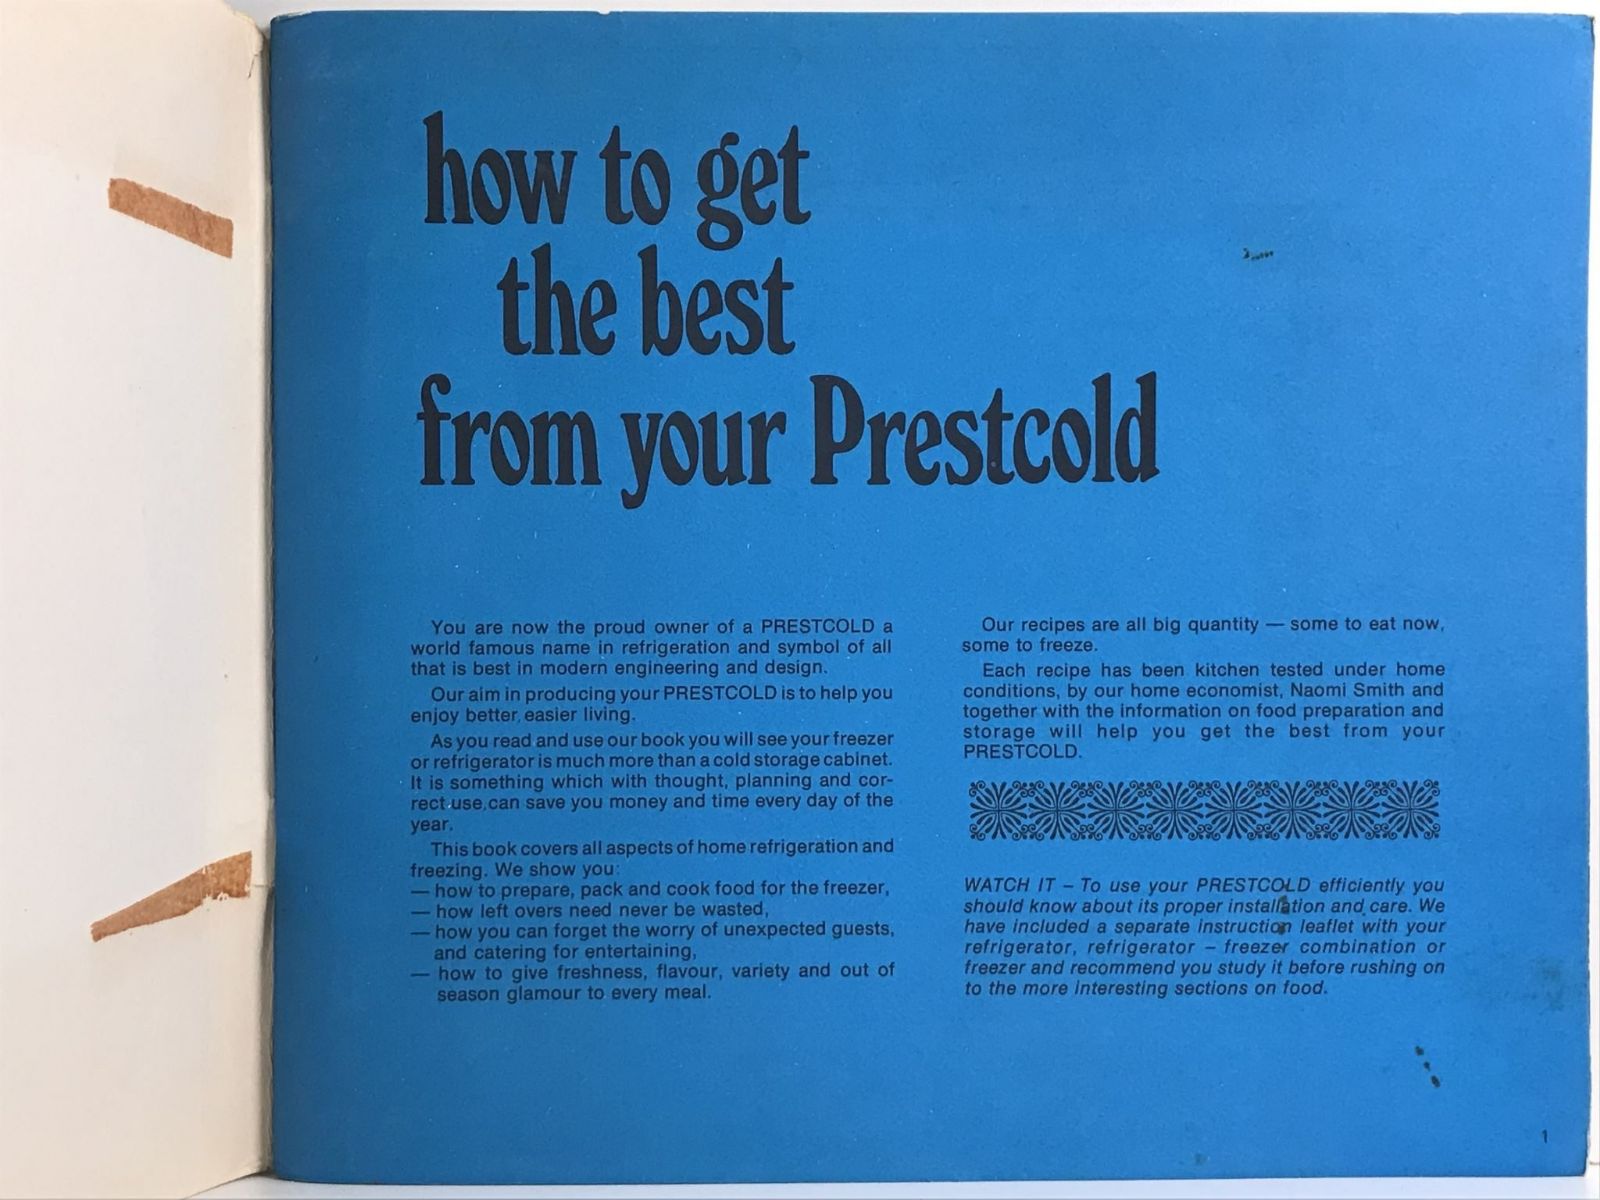 how to get
the best
from your Prestcold
You are now the proud owner of a PRESTCOLD a
world famous name in refrigeration and symbol of all
that is best in modern engineering and design.
Our aim in producing your PRESTCOLD is to help you
enjoy better, easier living.
As you read and use our book you will see your freezer
or refrigerator is much more than a cold storage cabinet.
It is something which with thought, planning and cor-
rect use, can save you money and time every day of the
year.
This book covers all aspects of home refrigeration and
freezing. We show you:
— how to prepare, pack and cook food for the freezer,
— how left overs need never be wasted,
— how you can forget the worry of unexpected guests,
and catering for entertaining,
— how to give freshness, flavour, variety and out of
season glamour to every meal.
Our recipes are all big quantity — some to eat now,
some to freeze.
Each recipe has been kitchen tested under home
conditions, by our home economist, Naomi Smith and
together with the information on food preparation and
storage will help you get the best from your
PRESTCOLD.
WATCH IT – To use your PRESTCOLD efficiently you
should know about its proper installation and care. We
have included a separate instruction leaflet with your
refrigerator, refrigerator – freezer combination or
freezer and recommend you study it before rushing on
to the more interesting sections on food.
1